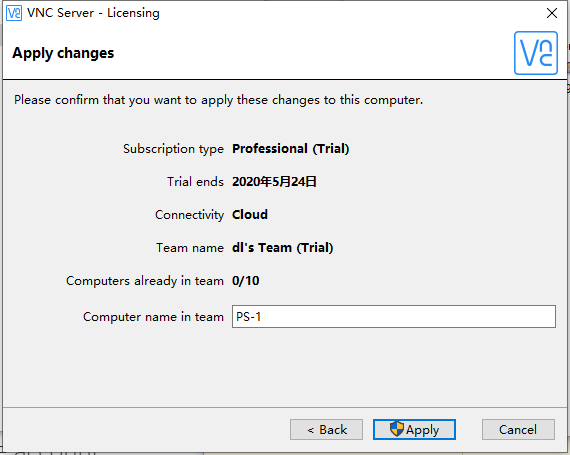 VNC Server - Licensing
Apply changes
Please confirm that you want to apply these changes to this computer.
Subscription type Professional (Trial)
Trial ends 2020年5月24日
Connectivity Cloud
Team name dl's Team (Trial)
Computers already in team 0/10
Computer name in team PS-1
< Back Apply Cancel